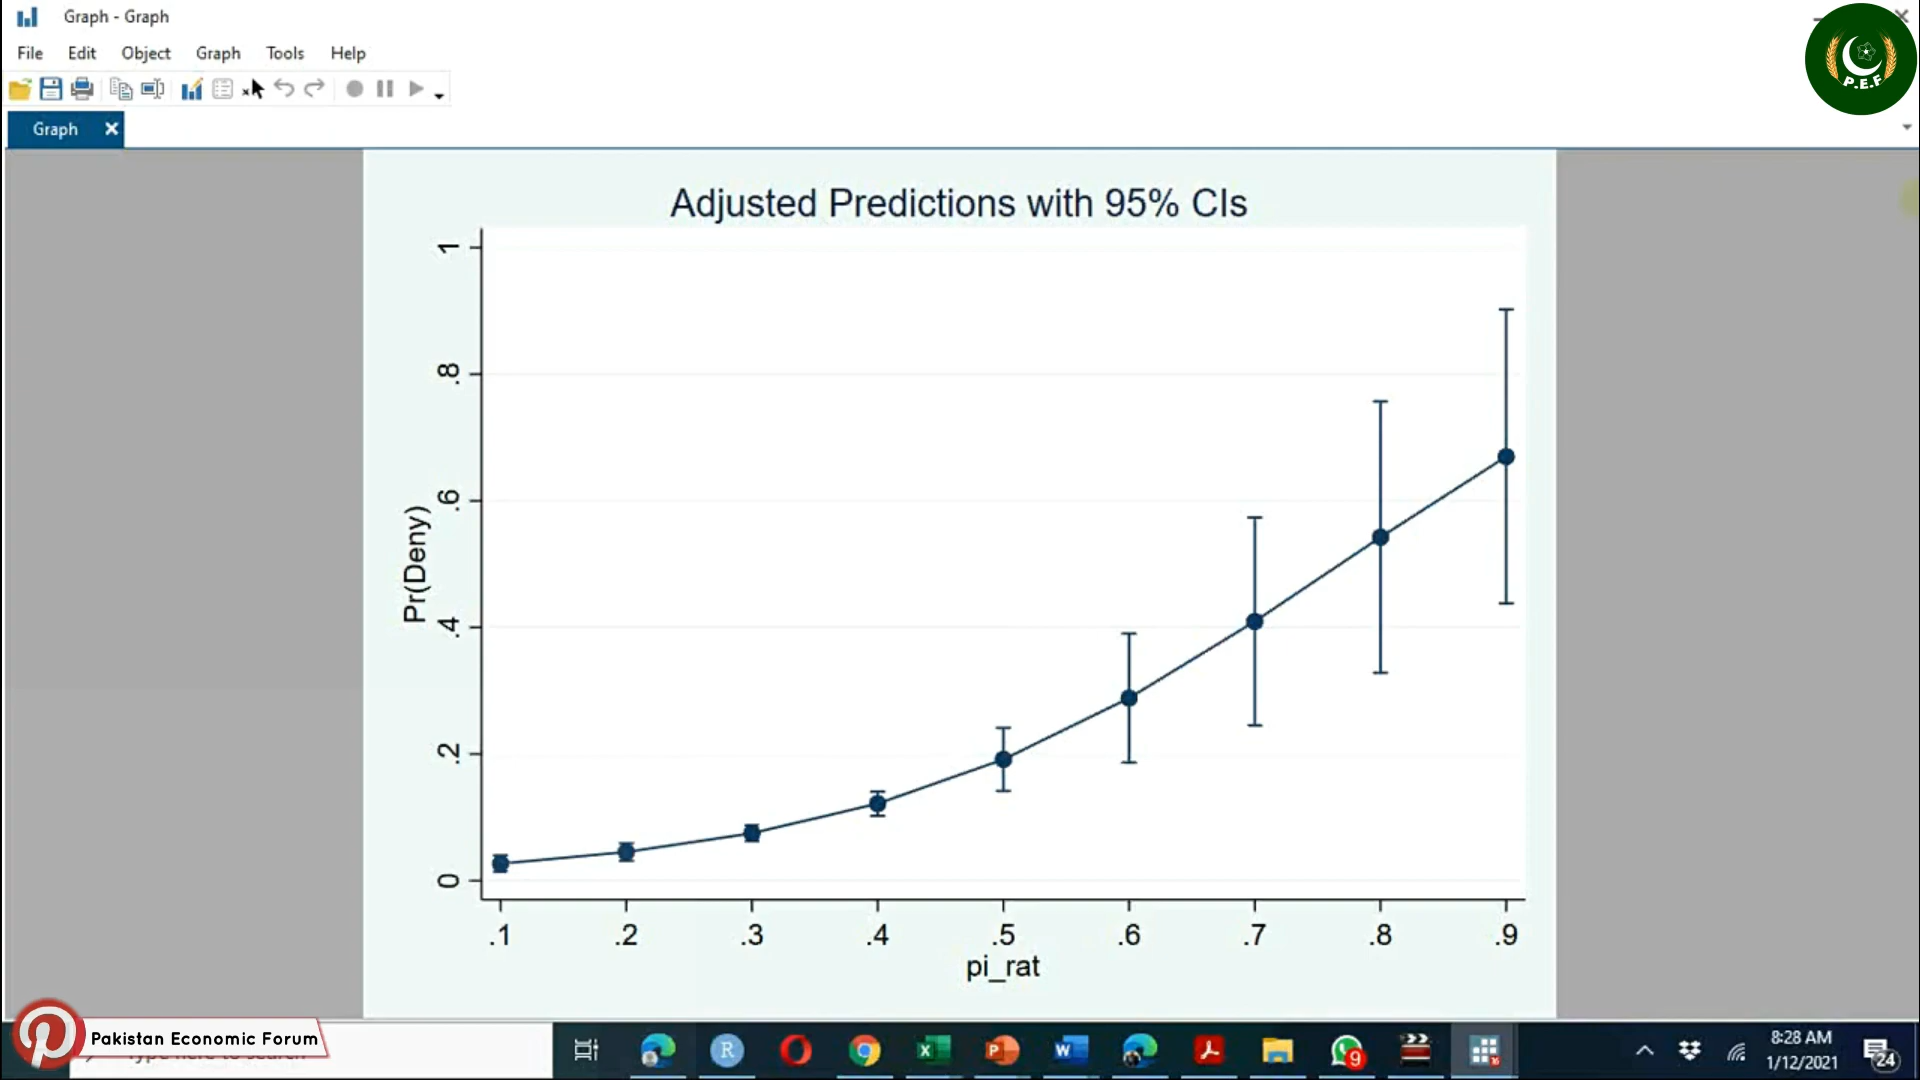 Graph - Graph
File Edit Object Graph Tools Help
P.E.F
Graph
Adjusted Predictions with 95% CIs
1
.8
.6
.4
.2
0
Pr(Deny)
.1 .2 .3 .4 .5 .6 .7 .8 .9
pi_rat
Pakistan Economic Forum
8:28 AM
1/12/2021
9
24